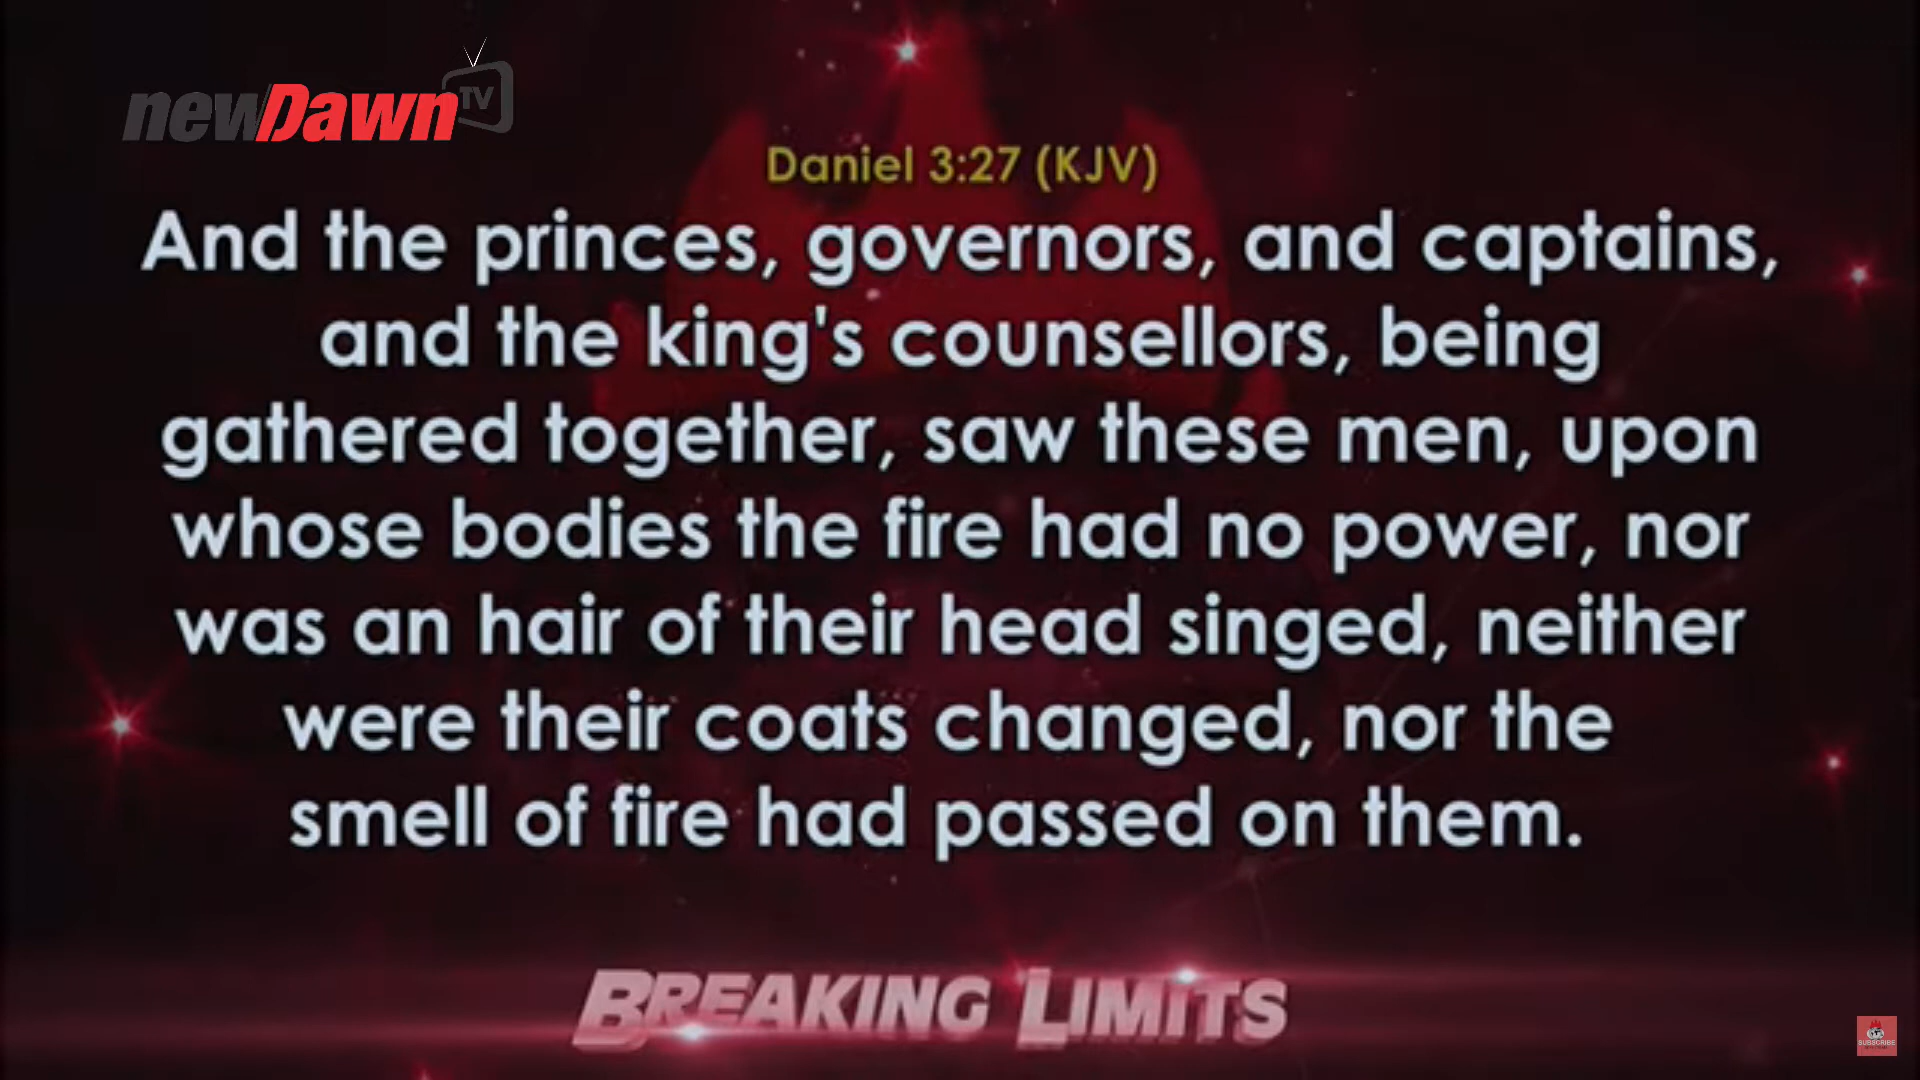 newDawn TV
Daniel 3:27 (KJV)
And the princes, governors, and captains,
and the king's counsellors, being
gathered together, saw these men, upon
whose bodies the fire had no power, nor
was an hair of their head singed, neither
were their coats changed, nor the
smell of fire had passed on them.
BREAKING LIMITS
SUBSCRIBE